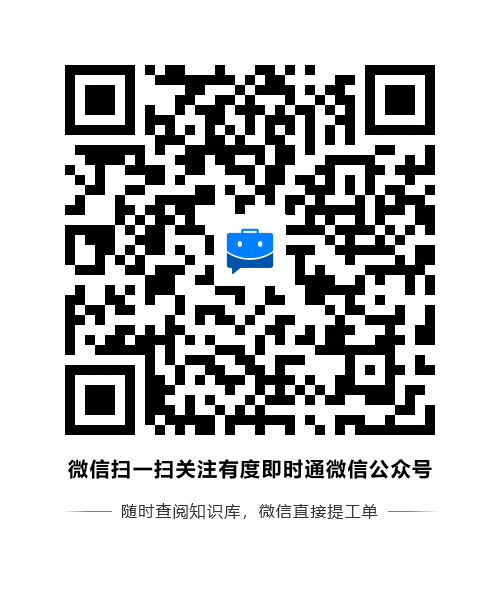 微信扫一扫关注有度即时通微信公众号
随时查阅知识库，微信直接提工单